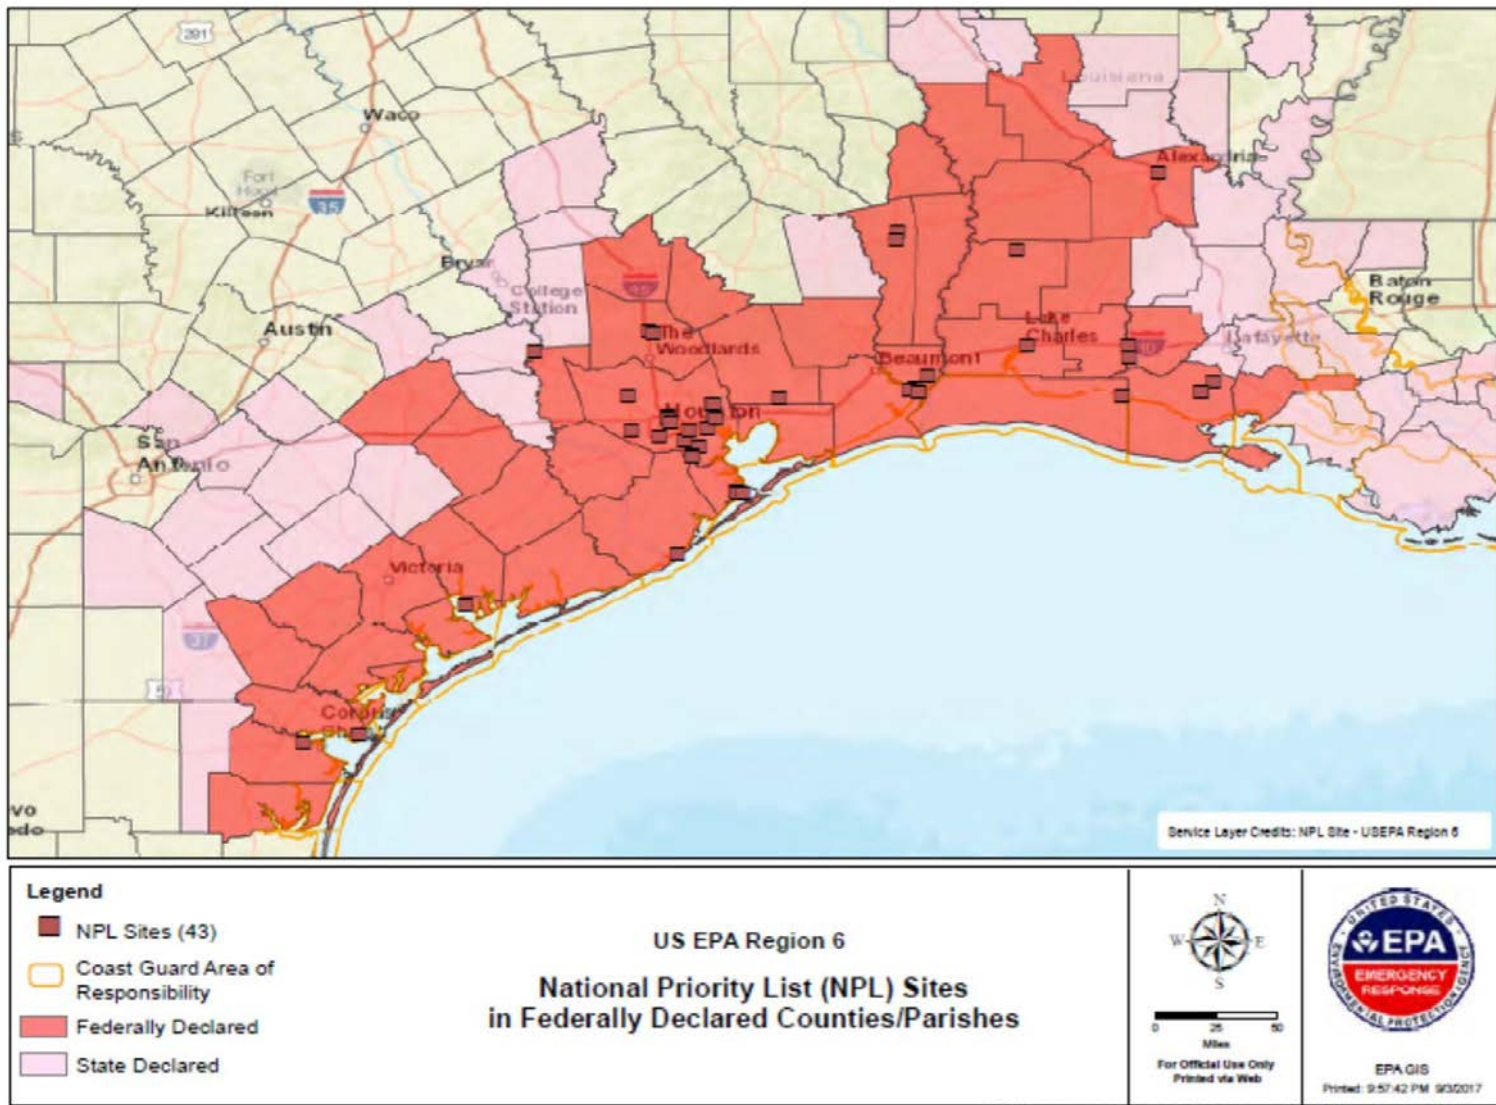 281
Louisiana
Waco
Alexandria
Fort
Hood
Killeen
35
Bryan
College
Station
45
Baton
Rouge
Austin
The
Woodlands
Lake
Charles
10
Lafayette
Beaumont
Houston
San
Antonio
Victoria
37
59
Corpus
Christi
Service Layer Credits: NPL Site - USEPA Region 6
Legend
NPL Sites (43)
Coast Guard Area of
Responsibility
Federally Declared
State Declared
US EPA Region 6
National Priority List (NPL) Sites
in Federally Declared Counties/Parishes
N
W E
S
0 25 50
Miles
For Official Use Only
Printed via Web
UNITED STATES
EPA
EMERGENCY
RESPONSE
ENVIRONMENTAL PROTECTION AGENCY
EPA GIS
Printed: 9:57:42 PM 9/3/2017